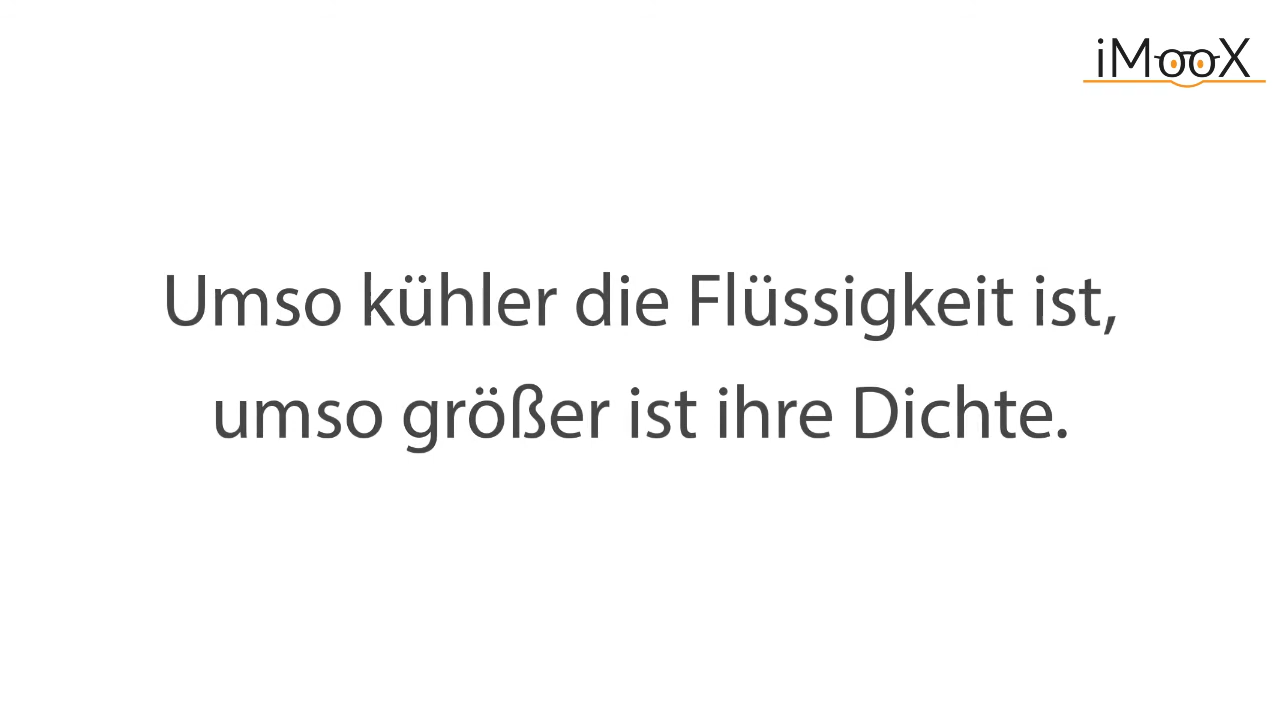 iMooX
Umso kühler die Flüssigkeit ist,
umso größer ist ihre Dichte.